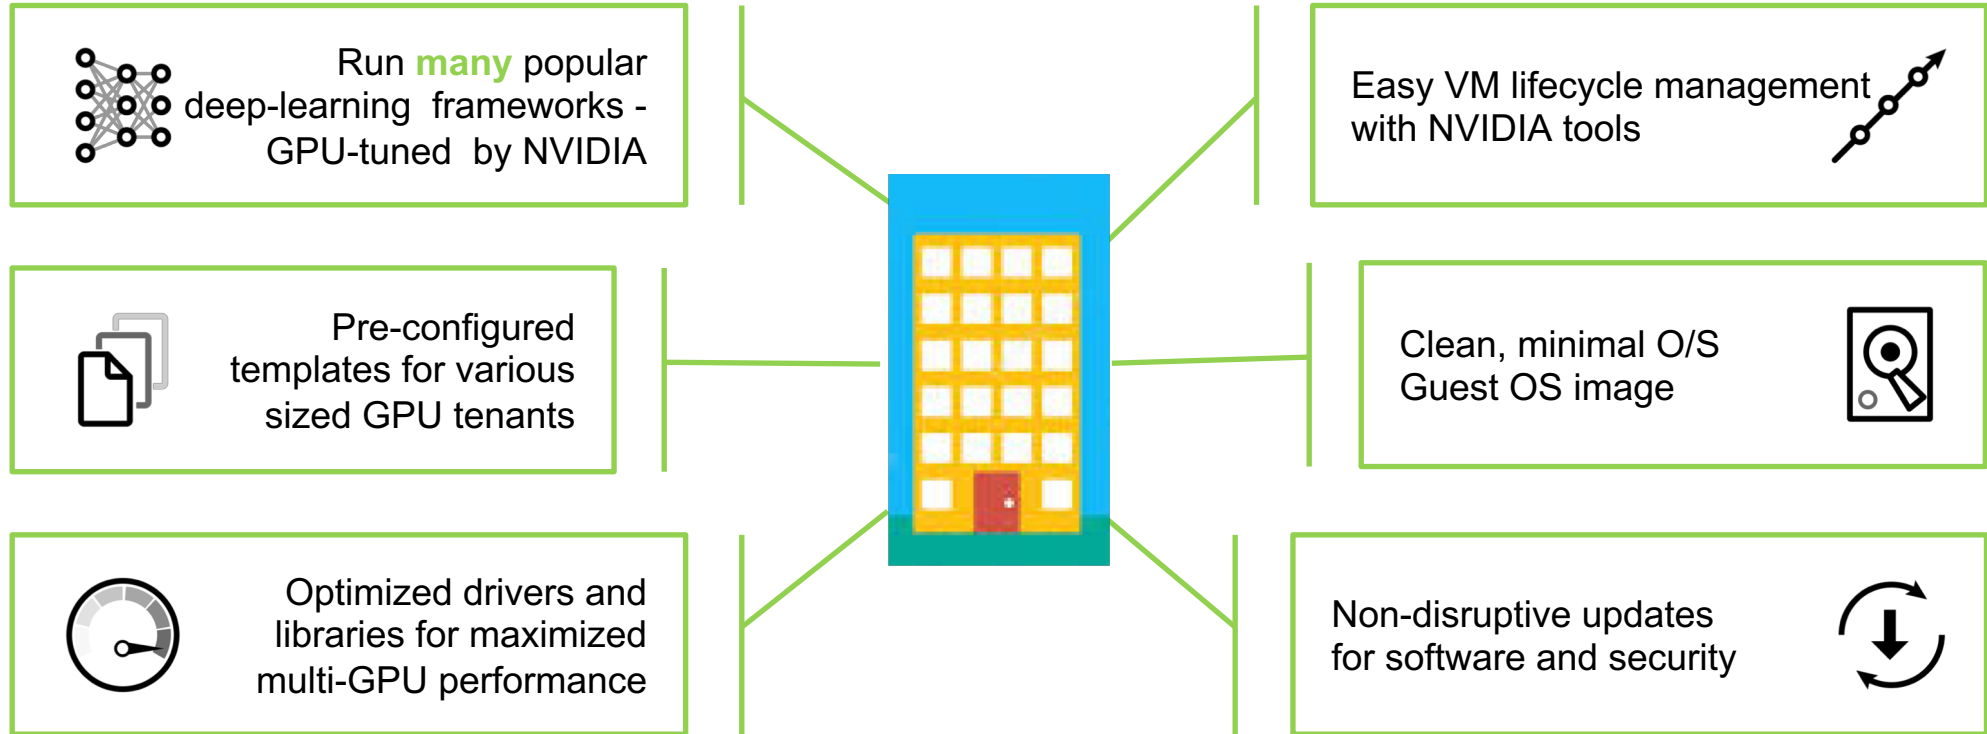 Run many popular
deep-learning frameworks -
GPU-tuned by NVIDIA
Pre-configured
templates for various
sized GPU tenants
Optimized drivers and
libraries for maximized
multi-GPU performance
Easy VM lifecycle management
with NVIDIA tools
Clean, minimal O/S
Guest OS image
Non-disruptive updates
for software and security